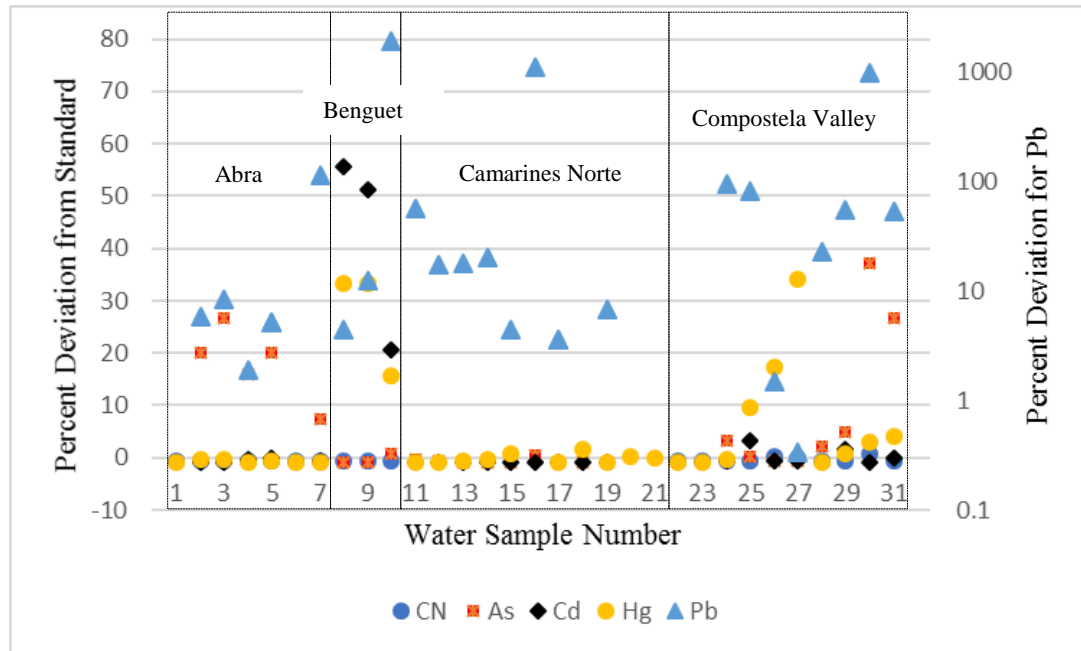 80
70
60
50
40
30
20
10
0
-10
Percent Deviation from Standard
1000
100
10
1
0.1
Percent Deviation for Pb
Benguet
Compostela Valley
Abra
Camarines Norte
1 3 5 7 9 11 13 15 17 19 21 23 25 27 29 31
Water Sample Number
CN As Cd Hg Pb